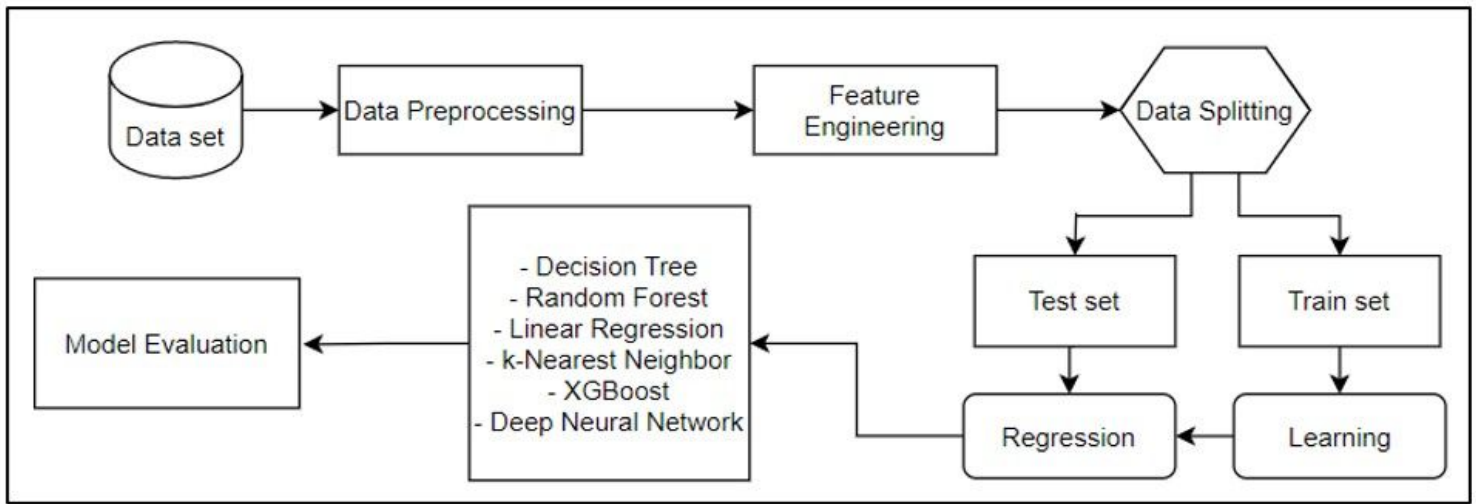 Data set
Data Preprocessing
Feature
Engineering
Data Splitting
Test set
Train set
Regression
Learning
- Decision Tree
- Random Forest
- Linear Regression
- k-Nearest Neighbor
- XGBoost
- Deep Neural Network
Model Evaluation